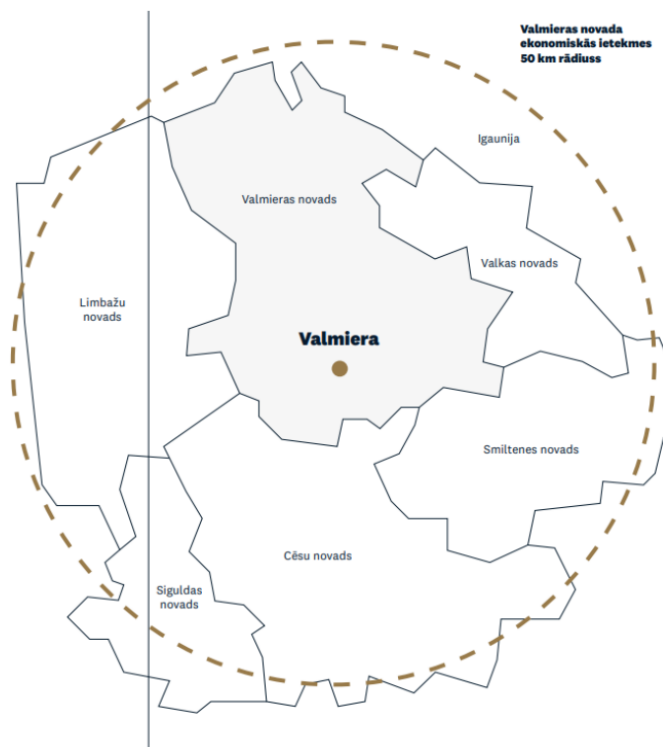 Valmieras novada
ekonomiskās ietekmes
50 km rādiuss
Igaunija
Valmieras novads
Valkas novads
Limbažu
novads
Valmiera
Smiltenes novads
Cēsu novads
Siguldas
novads